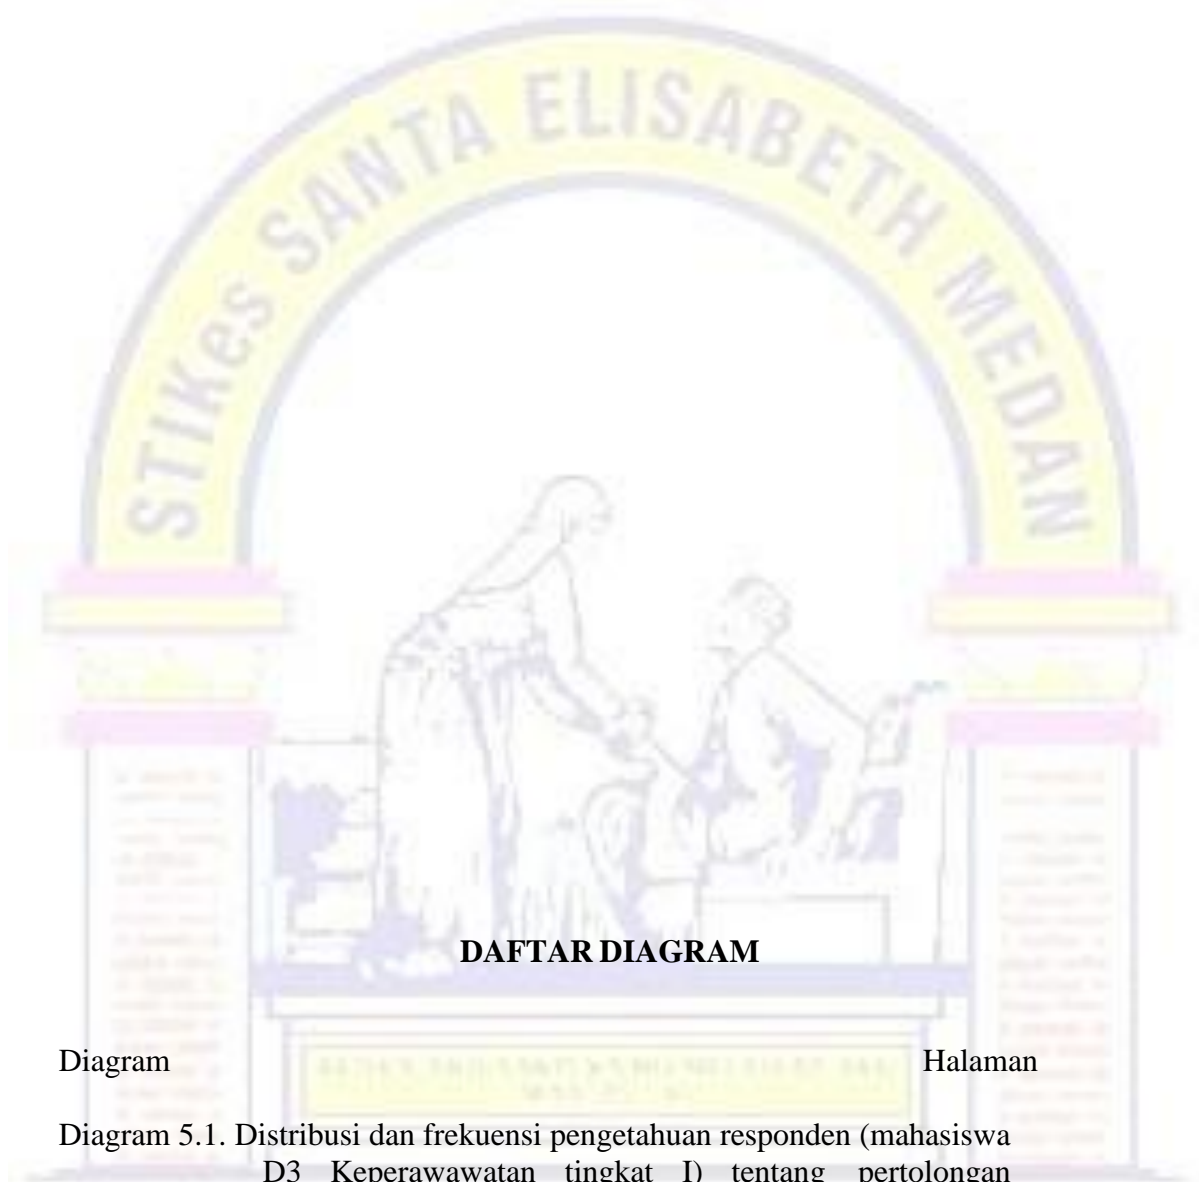 STIKes SANTA ELISABETH MEDAN
DAFTAR DIAGRAM
Diagram Halaman
Diagram 5.1. Distribusi dan frekuensi pengetahuan responden (mahasiswa
D3 Keperawawatan tingkat I) tentang pertolongan